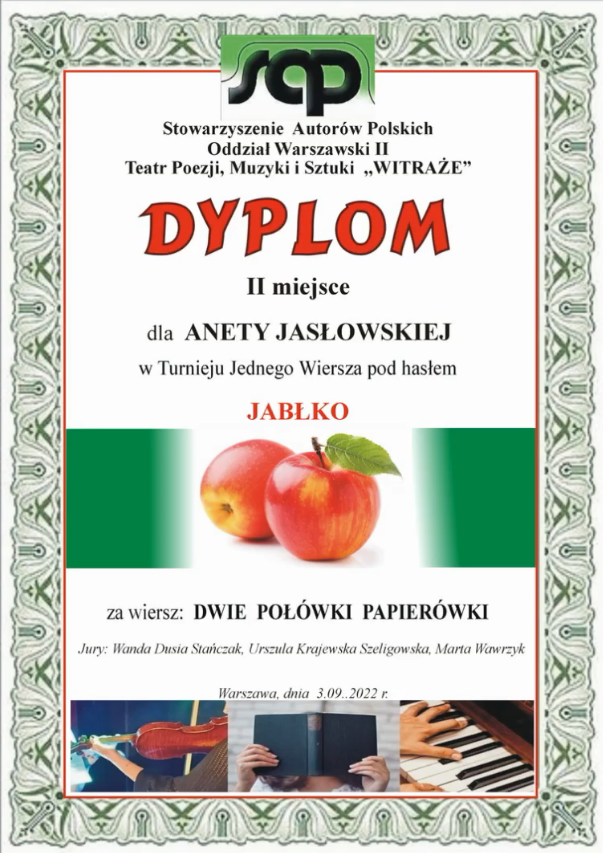 sap
Stowarzyszenie Autorów Polskich
Oddział Warszawski II
Teatr Poezji, Muzyki i Sztuki „WITRAŻE”
DYPLOM
II miejsce
dla ANETY JASŁOWSKIEJ
w Turnieju Jednego Wiersza pod hasłem
JABŁKO
za wiersz: DWIE POŁÓWKI PAPIERÓWKI
Jury: Wanda Dusia Stańczak, Urszula Krajewska Szeligowska, Marta Wawrzyk
Warszawa, dnia 3.09..2022 r.